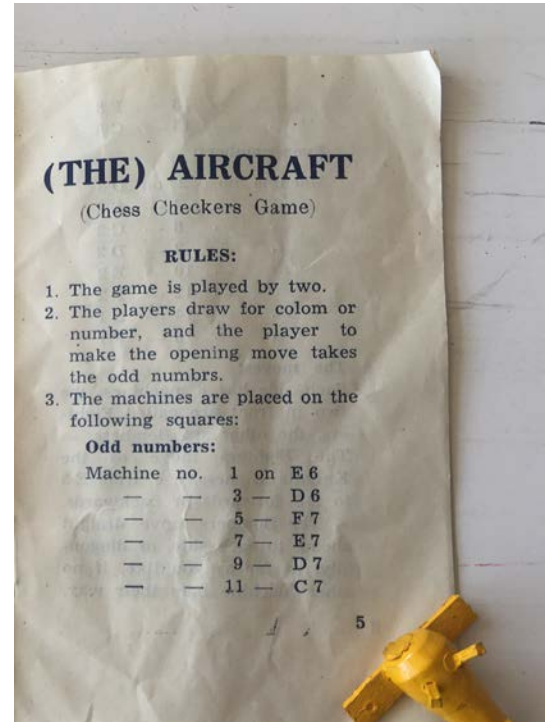 (THE) AIRCRAFT
(Chess Checkers Game)
RULES:
1. The game is played by two.
2. The players draw for colom or
number, and the player to
make the opening move takes
the odd numbrs.
3. The machines are placed on the
following squares:
Odd numbers:
Machine no. 1 on E 6
— — 3 — D 6
— — 5 — F 7
— — 7 — E 7
— — 9 — D 7
— — 11 — C 7
5